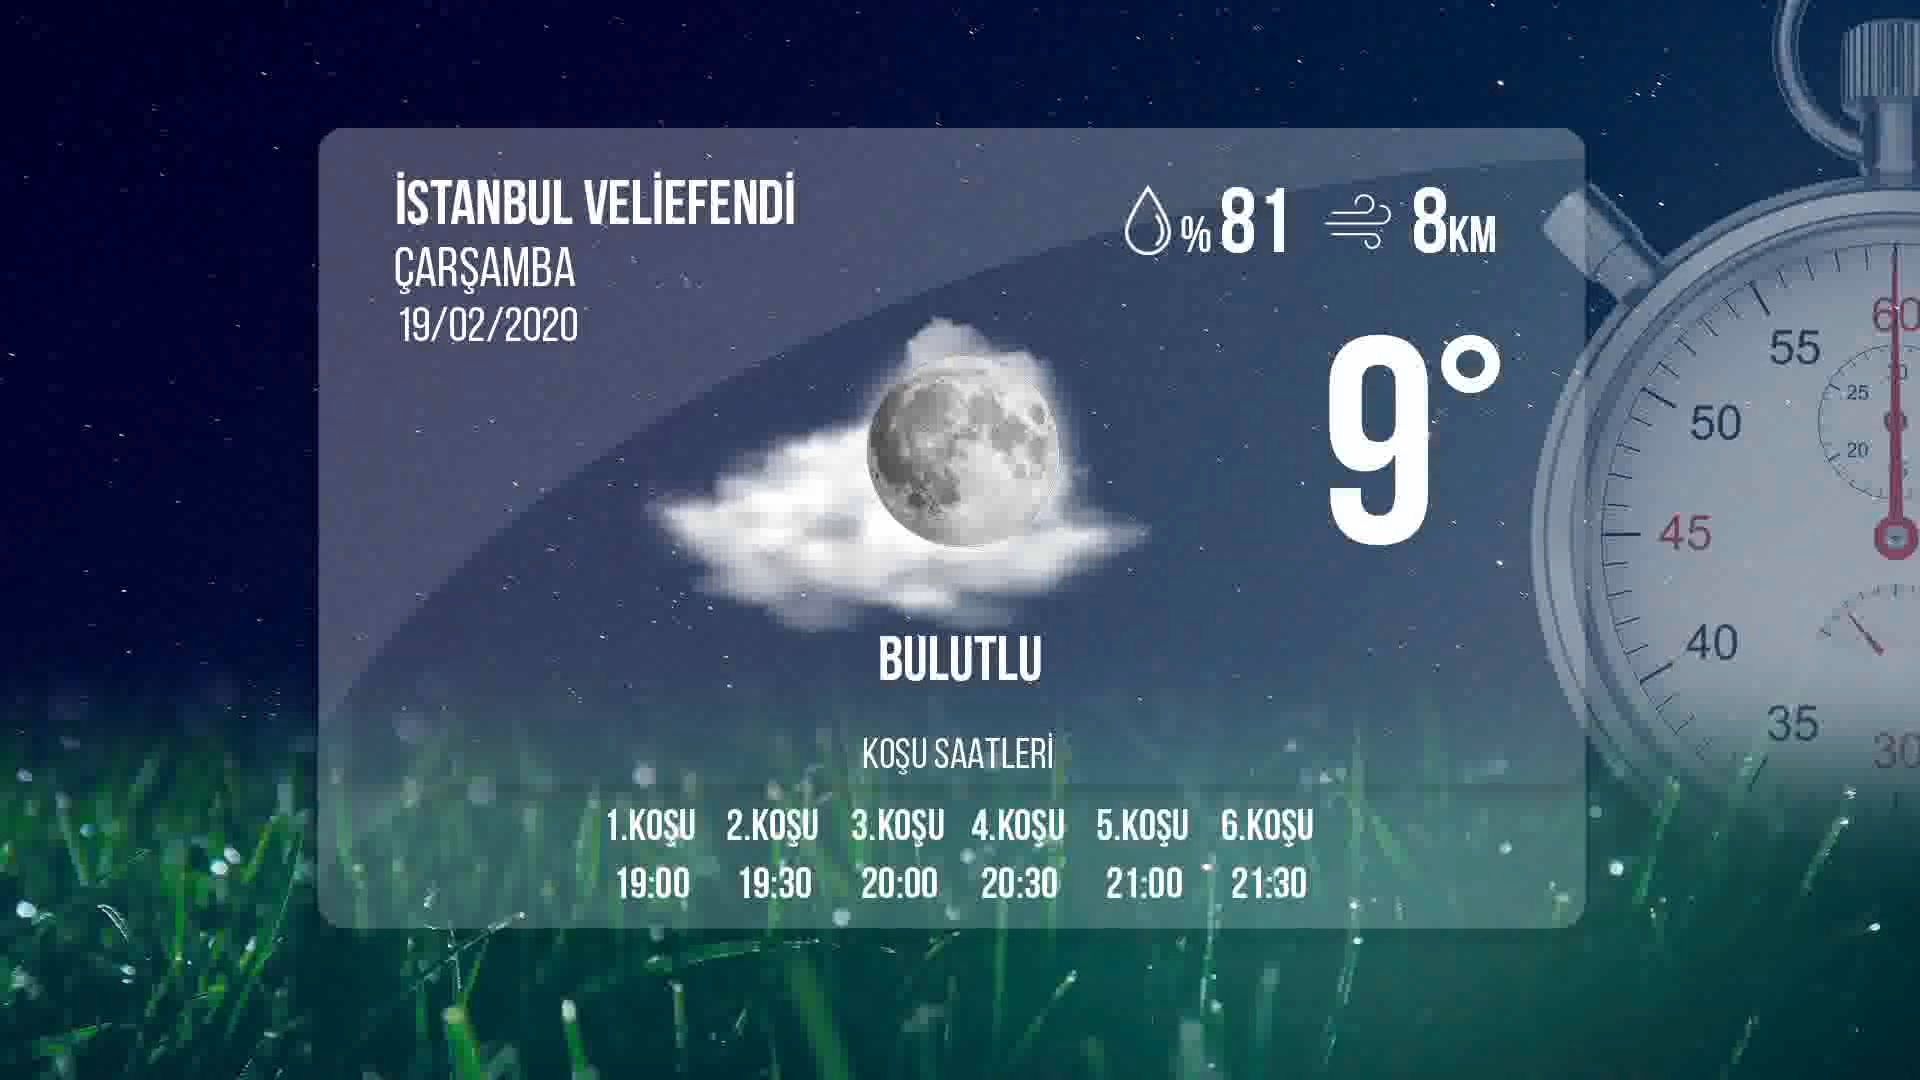 İSTANBUL VELİEFENDİ
ÇARŞAMBA
19/02/2020
%81 8KM
9°
BULUTLU
KOŞU SAATLERİ
1.KOŞU 2.KOŞU 3.KOŞU 4.KOŞU 5.KOŞU 6.KOŞU
19:00 19:30 20:00 20:30 21:00 21:30
60
55
50
45
40
35
30
25
20